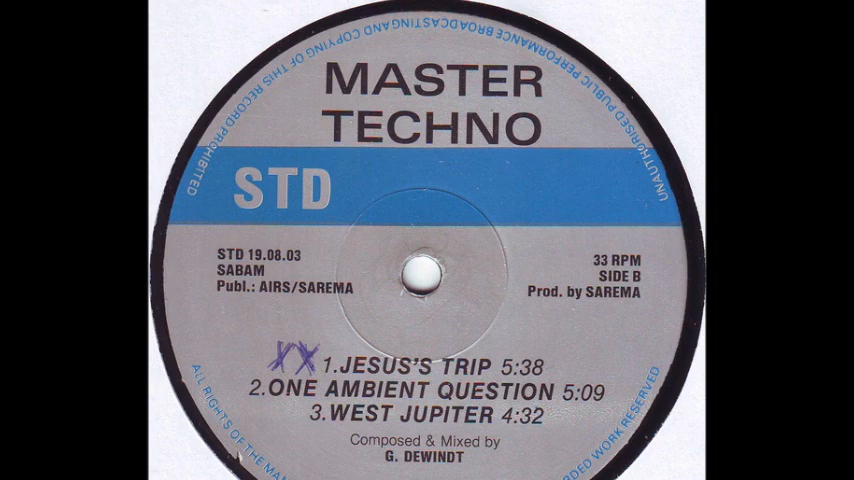 UNAUTHORISED PUBLIC PERFORMANCE BROADCASTING AND COPYING OF THIS RECORD PROHIBITED
MASTER
TECHNO
STD
STD 19.08.03
SABAM
Publ.: AIRS/SAREMA
33 RPM
SIDE B
Prod. by SAREMA
XX 1.JESUS'S TRIP 5:38
2.ONE AMBIENT QUESTION 5:09
3.WEST JUPITER 4:32
Composed & Mixed by
G. DEWINDT
ALL RIGHTS OF THE
WORK RESERVED